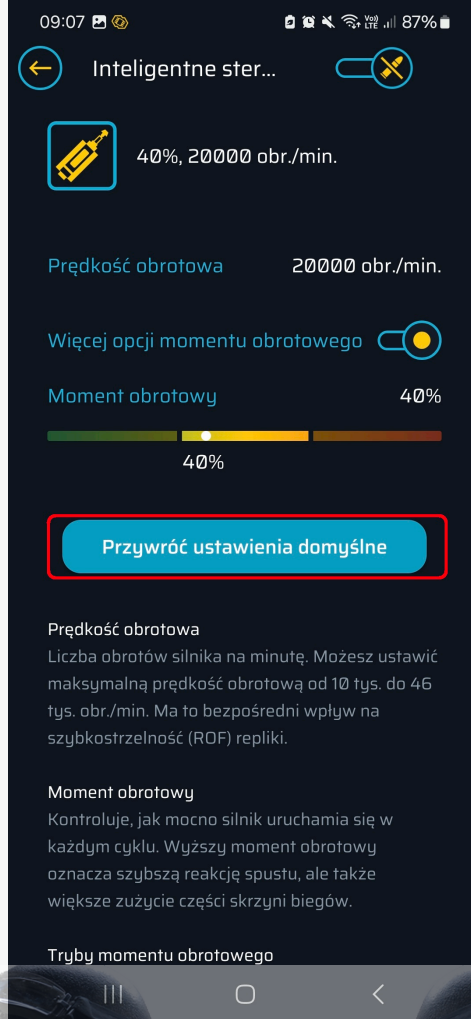 09:07 Vo)) LTE 87%
Inteligentne ster...
40%, 20000 obr./min.
Prędkość obrotowa 20000 obr./min.
Więcej opcji momentu obrotowego
Moment obrotowy 40%
40%
Przywróć ustawienia domyślne
Prędkość obrotowa
Liczba obrotów silnika na minutę. Możesz ustawić
maksymalną prędkość obrotową od 10 tys. do 46
tys. obr./min. Ma to bezpośredni wpływ na
szybkostrzelność (ROF) repliki.
Moment obrotowy
Kontroluje, jak mocno silnik uruchamia się w
każdym cyklu. Wyższy moment obrotowy
oznacza szybszą reakcję spustu, ale także
większe zużycie części skrzyni biegów.
Tryby momentu obrotowego